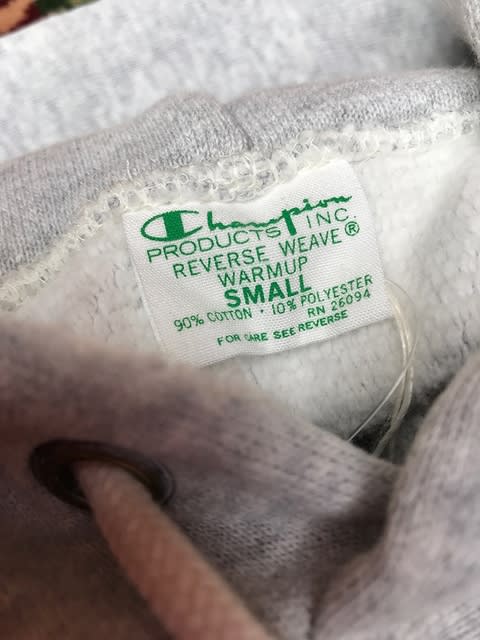 Champion
PRODUCTS INC.
REVERSE WEAVE®
WARMUP
SMALL
90% COTTON · 10% POLYESTER
RN 26094
FOR CARE SEE REVERSE